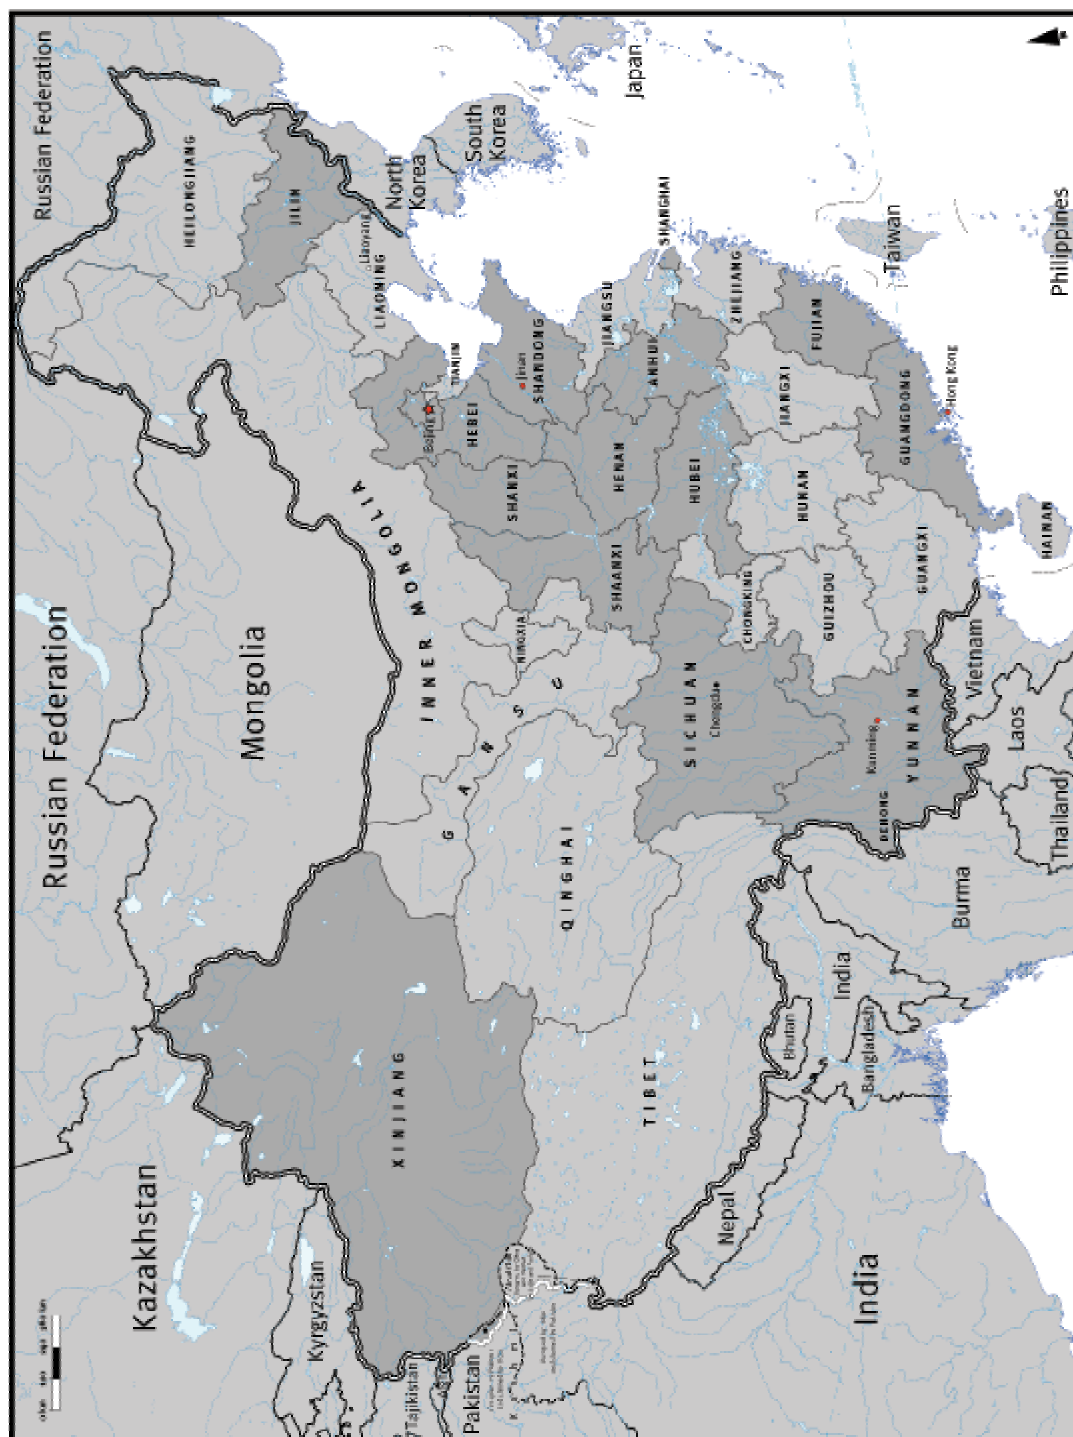 Russian Federation
Russian Federation
Kazakhstan
Mongolia
Kyrgyzstan
Tajikistan
Pakistan
India
Nepal
Bhutan
India
Bangladesh
Burma
Thailand
Laos
Vietnam
Philippines
Taiwan
Japan
South
Korea
North
Korea
HEILONGJIANG
JILIN
LIAONING
Liaoyang
INNER MONGOLIA
XINJIANG
GANSU
QINGHAI
TIBET
NINGXIA
SHAANXI
SHANXI
HEBEI
Beijing
TIANJIN
Jinan
SHANDONG
HENAN
JIANGSU
ANHUI
SHANGHAI
HUBEI
ZHEJIANG
SICHUAN
Chengdu
CHONGKING
JIANGXI
HUNAN
GUIZHOU
FUJIAN
YUNNAN
Kunming
DEHONG
GUANGXI
GUANGDONG
Hong Kong
HAINAN